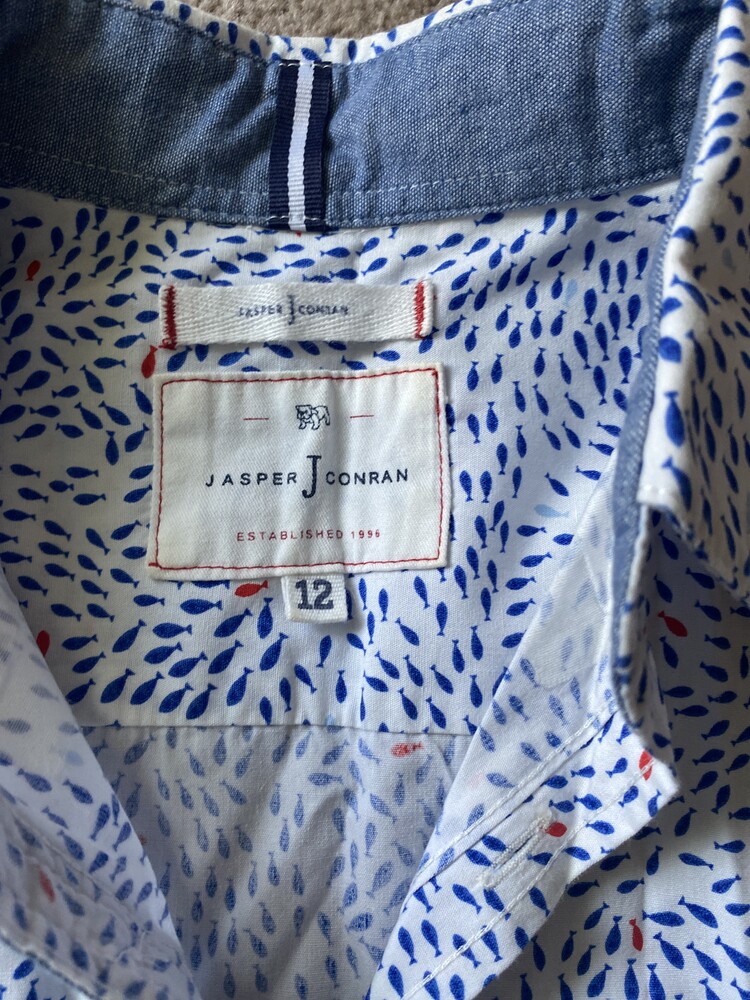 JASPER J CONRAN
JASPER J CONRAN
ESTABLISHED 1996
12